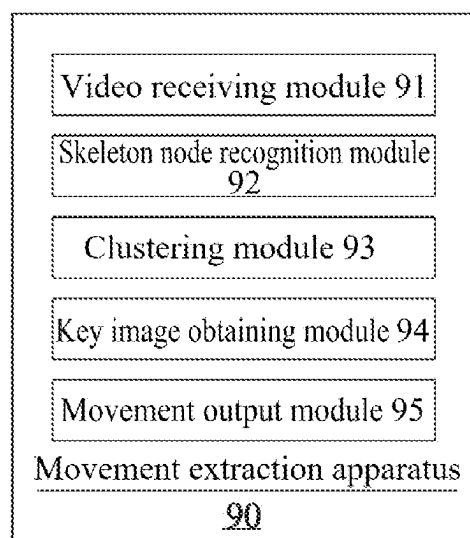 Video receiving module 91
Skeleton node recognition module
92
Clustering module 93
Key image obtaining module 94
Movement output module 95
Movement extraction apparatus
90